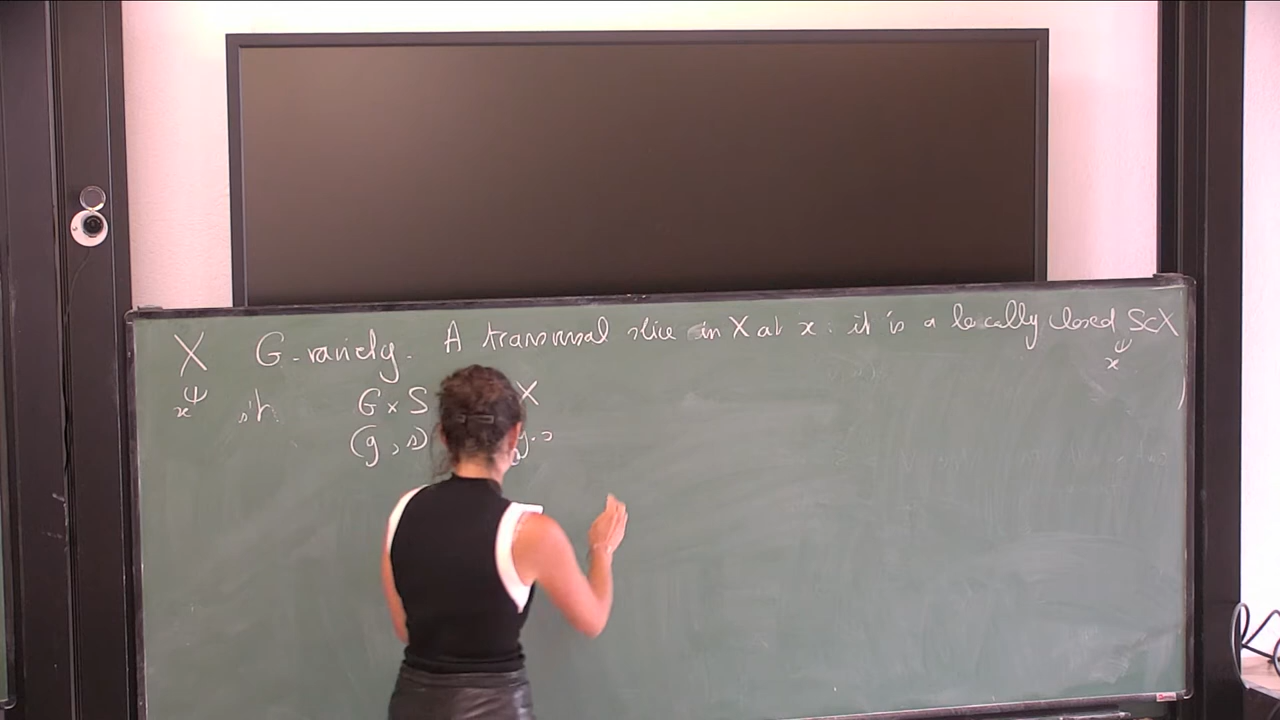 X G-variety. A transversal slice in X at x : it is a locally closed S⊂X
x s.t. G × S X x
(g, s) g.s